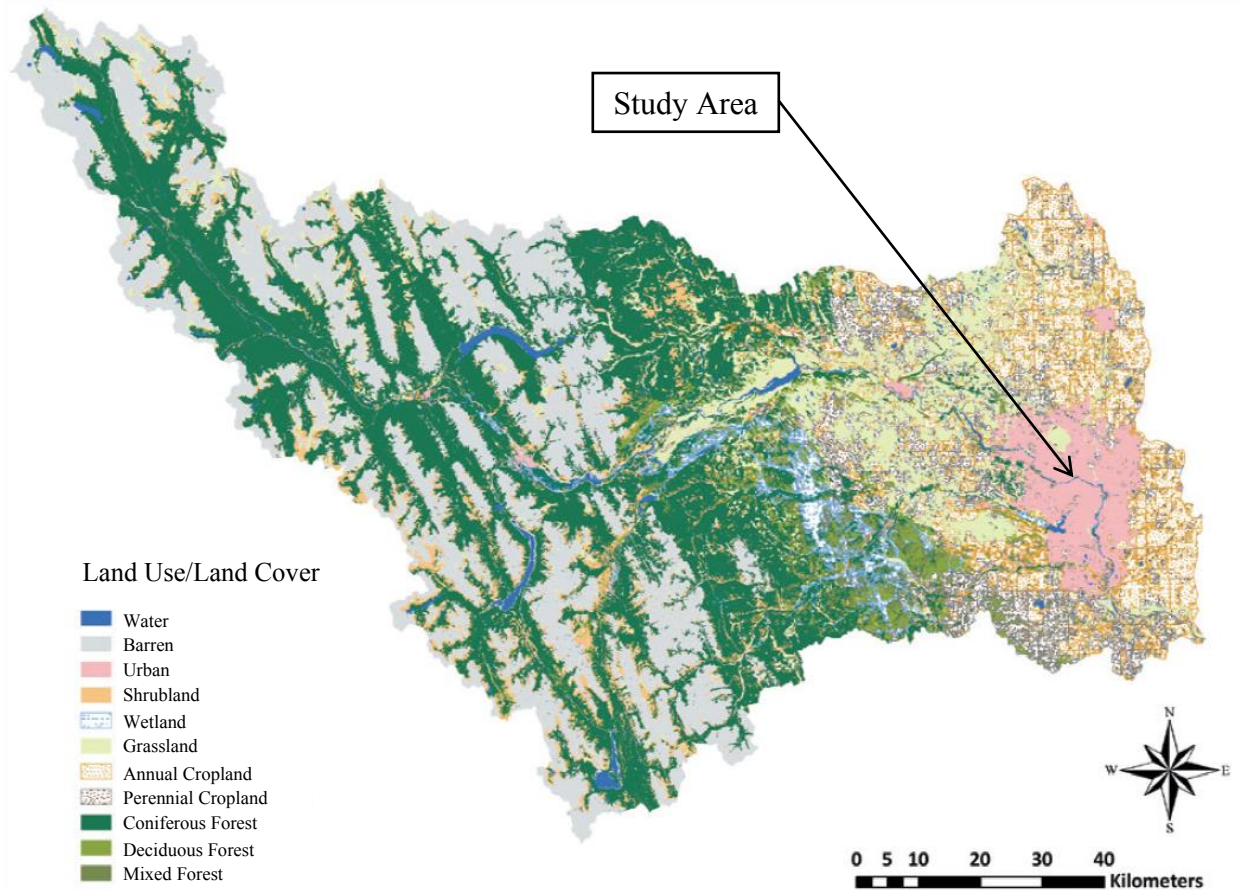 Study Area
Land Use/Land Cover
Water
Barren
Urban
Shrubland
Wetland
Grassland
Annual Cropland
Perennial Cropland
Coniferous Forest
Deciduous Forest
Mixed Forest
N
W E
S
0 5 10 20 30 40
Kilometers